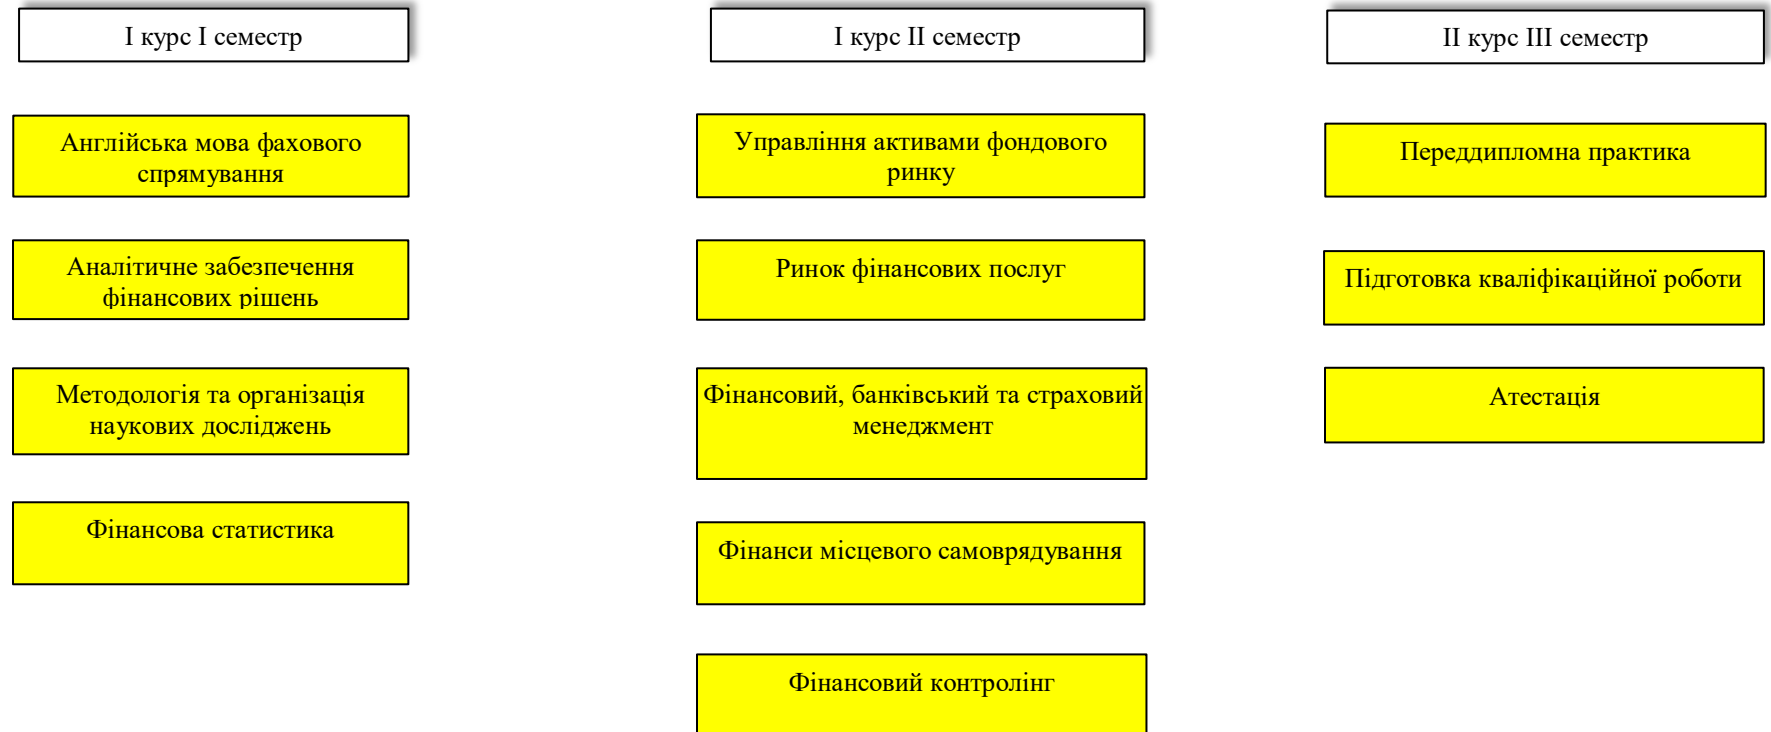 І курс І семестр
І курс ІІ семестр
ІІ курс ІІІ семестр
Англійська мова фахового
спрямування
Управління активами фондового
ринку
Переддипломна практика
Аналітичне забезпечення
фінансових рішень
Ринок фінансових послуг
Підготовка кваліфікаційної роботи
Методологія та організація
наукових досліджень
Фінансовий, банківський та страховий
менеджмент
Атестація
Фінансова статистика
Фінанси місцевого самоврядування
Фінансовий контролінг